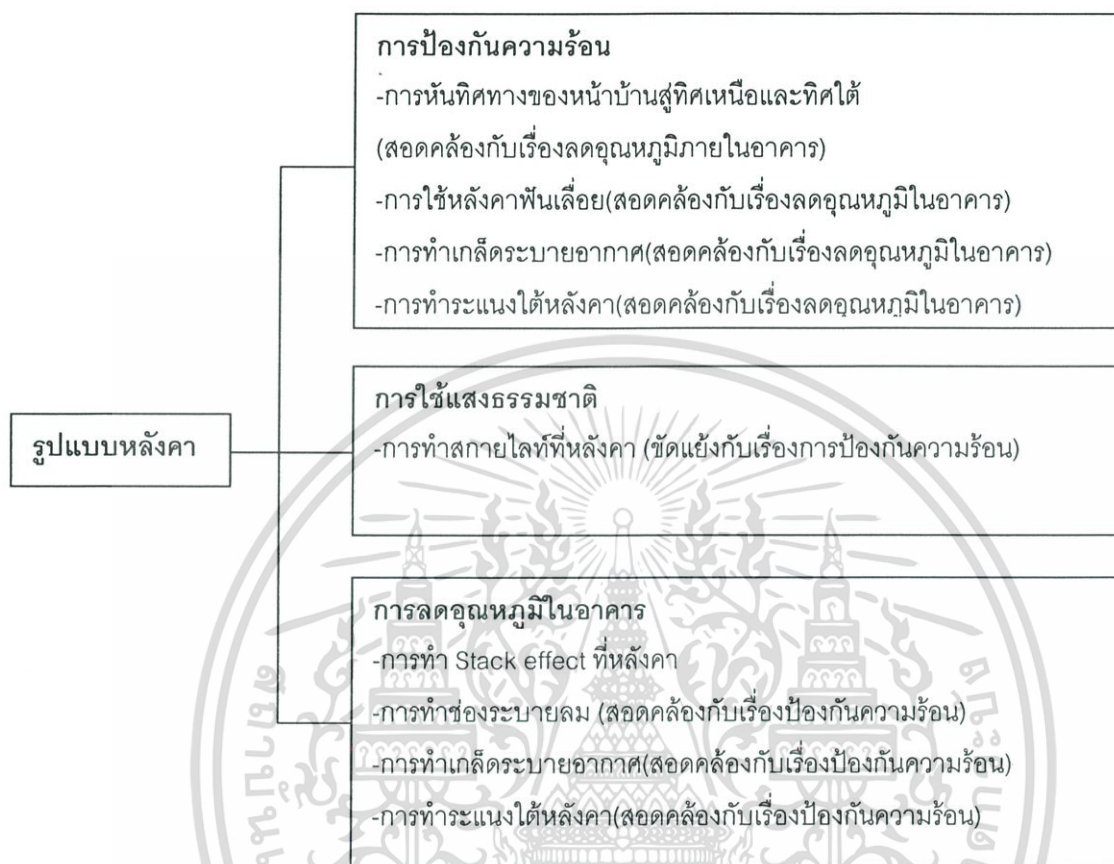 การป้องกันความร้อน
-การหันทิศทางของหน้าบ้านสู่ทิศเหนือและทิศใต้
(สอดคล้องกับเรื่องลดอุณหภูมิภายในอาคาร)
-การใช้หลังคาฟันเลื่อย(สอดคล้องกับเรื่องลดอุณหภูมิในอาคาร)
-การทำเกล็ดระบายอากาศ(สอดคล้องกับเรื่องลดอุณหภูมิในอาคาร)
-การทำระแนงใต้หลังคา(สอดคล้องกับเรื่องลดอุณหภูมิในอาคาร)
รูปแบบหลังคา
การใช้แสงธรรมชาติ
-การทำสกายไลท์ที่หลังคา (ขัดแย้งกับเรื่องการป้องกันความร้อน)
การลดอุณหภูมิในอาคาร
-การทำ Stack effect ที่หลังคา
-การทำช่องระบายลม (สอดคล้องกับเรื่องป้องกันความร้อน)
-การทำเกล็ดระบายอากาศ(สอดคล้องกับเรื่องป้องกันความร้อน)
-การทำระแนงใต้หลังคา(สอดคล้องกับเรื่องป้องกันความร้อน)